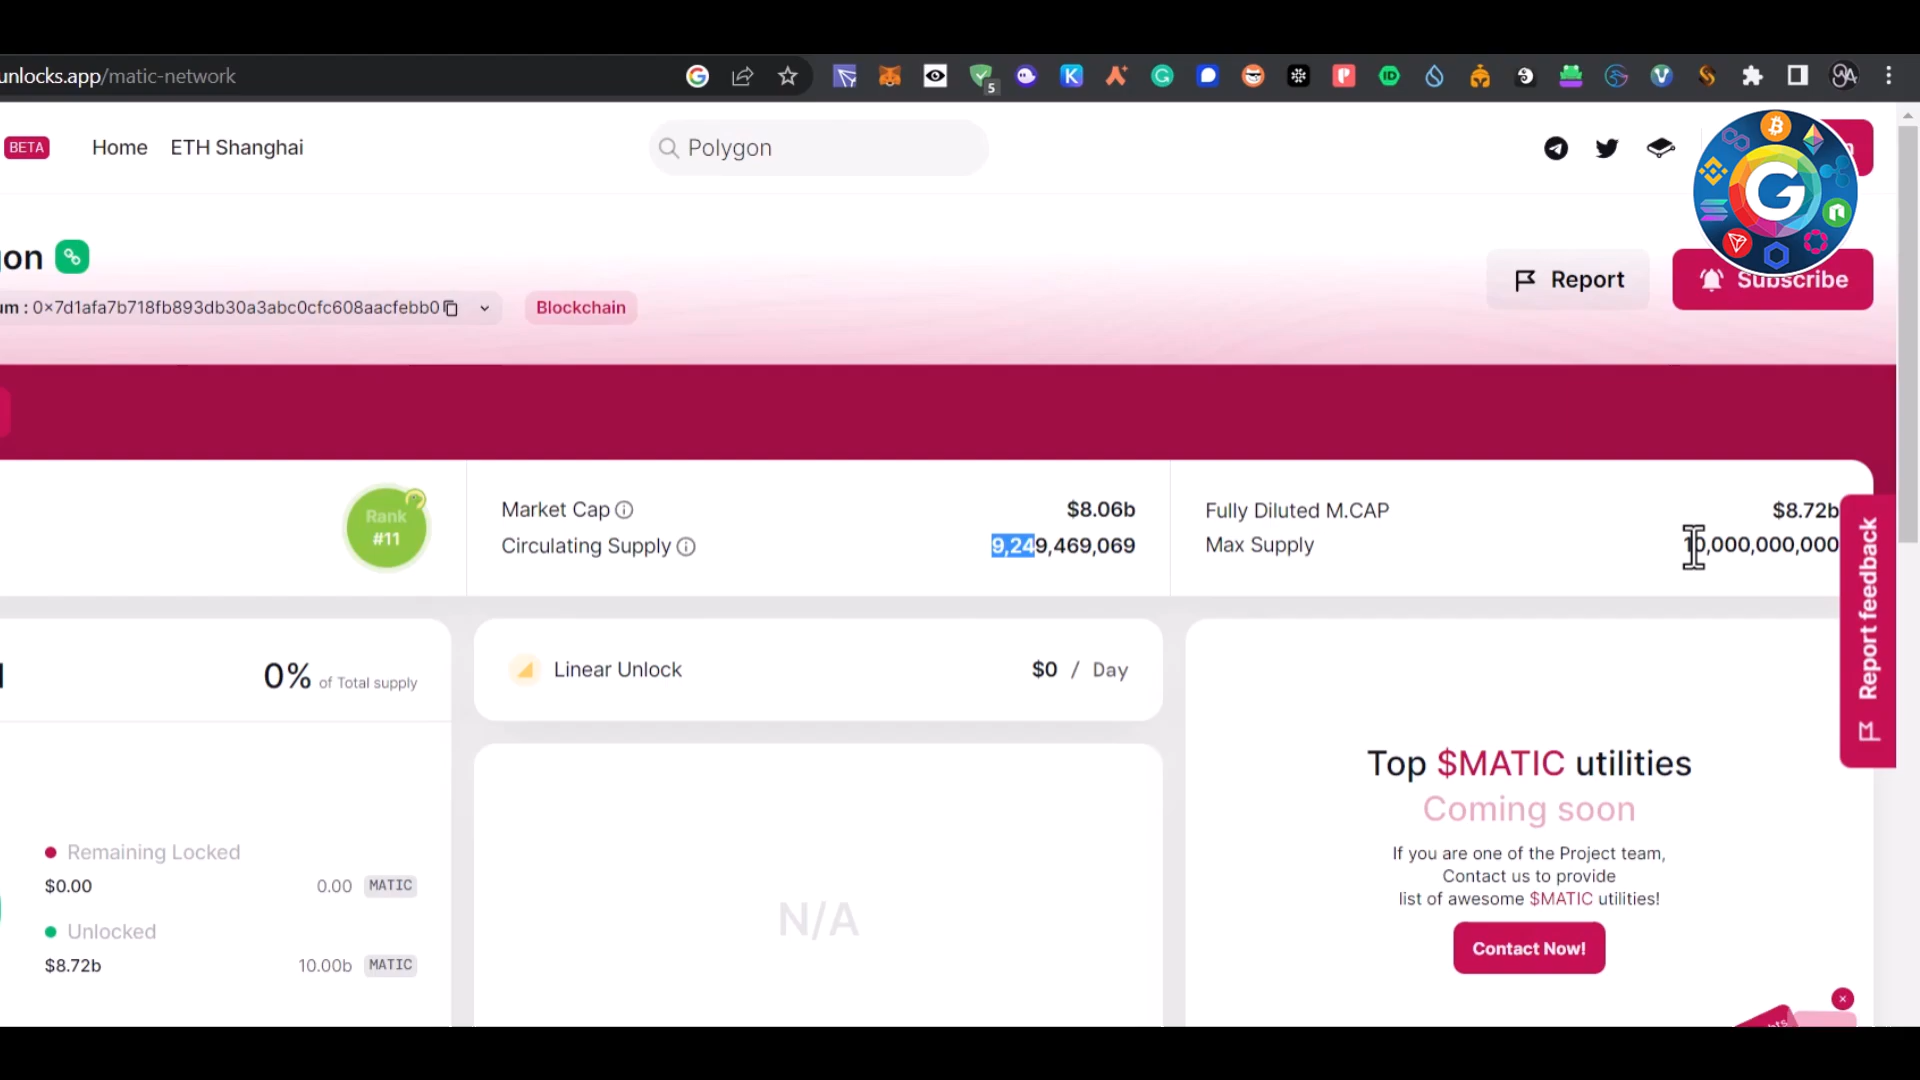 unlocks.app/matic-network
5
BETA
Home
ETH Shanghai
Polygon
G
on
Report
Subscribe
um : 0x7d1afa7b718fb893db30a3abc0cfc608aacfebb0
Blockchain
Rank
#11
Market Cap
$8.06b
Circulating Supply
9,249,469,069
Fully Diluted M.CAP
$8.72b
Max Supply
10,000,000,000
Report feedback
0% of Total supply
Linear Unlock
$0 / Day
Remaining Locked
$0.00
0.00 MATIC
Unlocked
$8.72b
10.00b MATIC
N/A
Top $MATIC utilities
Coming soon
If you are one of the Project team,
Contact us to provide
list of awesome $MATIC utilities!
Contact Now!